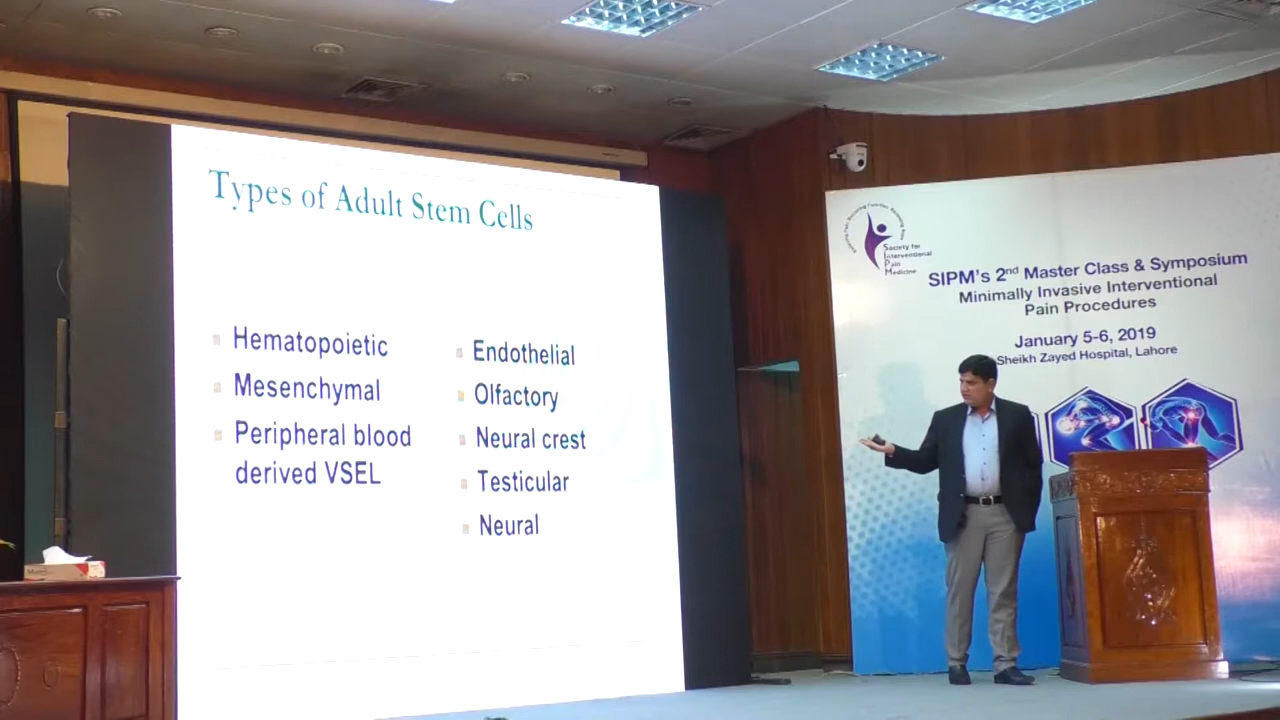 Types of Adult Stem Cells
Hematopoietic
Mesenchymal
Peripheral blood
derived VSEL
Endothelial
Olfactory
Neural crest
Testicular
Neural
Society for
Interventional
Pain
Medicine
SIPM's 2nd Master Class & Symposium
Minimally Invasive Interventional
Pain Procedures
January 5-6, 2019
Sheikh Zayed Hospital, Lahore